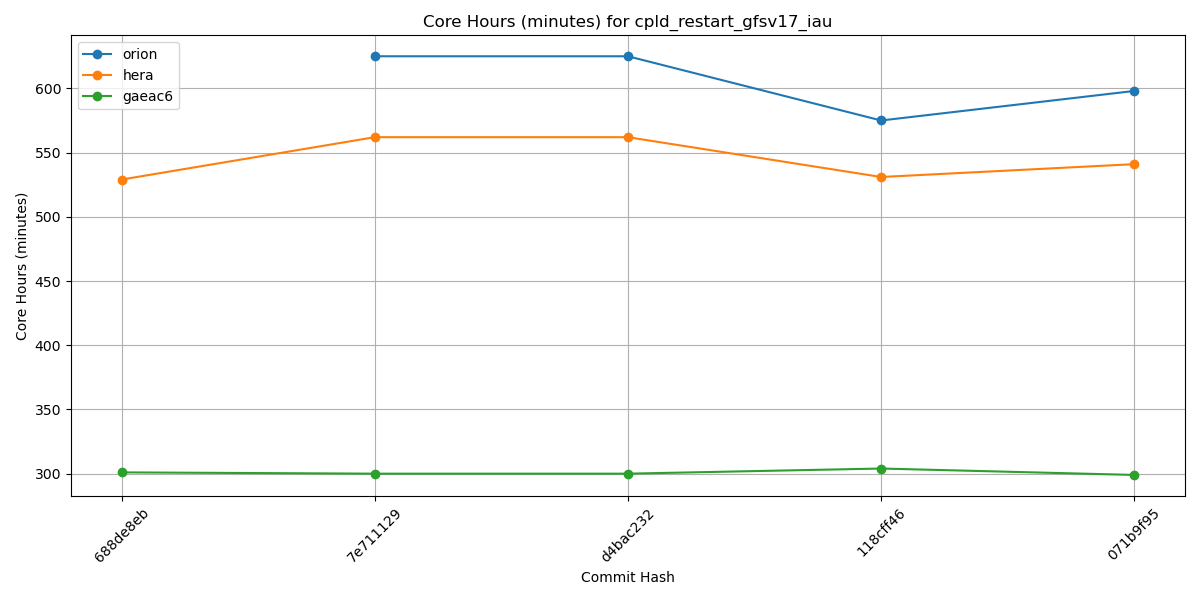 Core Hours (minutes) for cpld_restart_gfsv17_iau
orion
hera
gaeac6
Core Hours (minutes)
600
550
500
450
400
350
300
688de8eb
7e711129
d4bac232
118cff46
071b9f95
Commit Hash